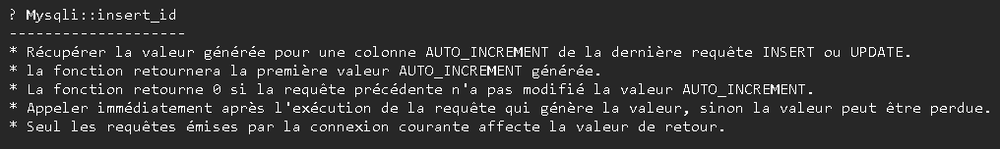 ? Mysqli::insert_id
-------------------
* Récupérer la valeur générée pour une colonne AUTO_INCREMENT de la dernière requête INSERT ou UPDATE.
* la fonction retournera la première valeur AUTO_INCREMENT générée.
* La fonction retourne 0 si la requête précédente n'a pas modifié la valeur AUTO_INCREMENT.
* Appeler immédiatement après l'exécution de la requête qui génère la valeur, sinon la valeur peut être perdue.
* Seul les requêtes émises par la connexion courante affecte la valeur de retour.